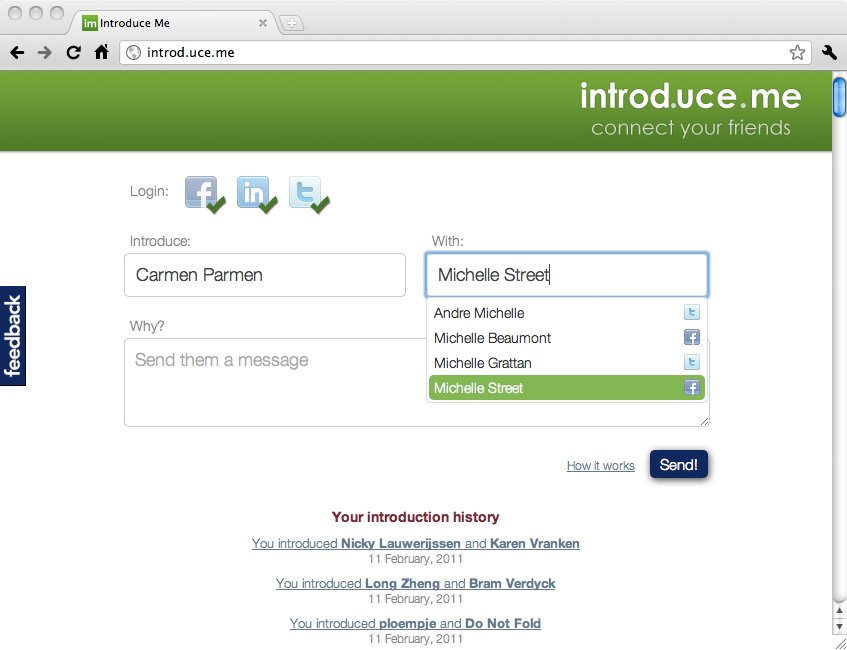 im Introduce Me
introd.uce.me
introd.uce.me
connect your friends
Login:
f
in
t
Introduce:
With:
Carmen Parmen
Michelle Street
Andre Michelle
Michelle Beaumont
Michelle Grattan
Michelle Street
Why?
Send them a message
feedback
How it works
Send!
Your introduction history
You introduced Nicky Lauwerijssen and Karen Vranken
11 February, 2011
You introduced Long Zheng and Bram Verdyck
11 February, 2011
You introduced ploempje and Do Not Fold
11 February, 2011